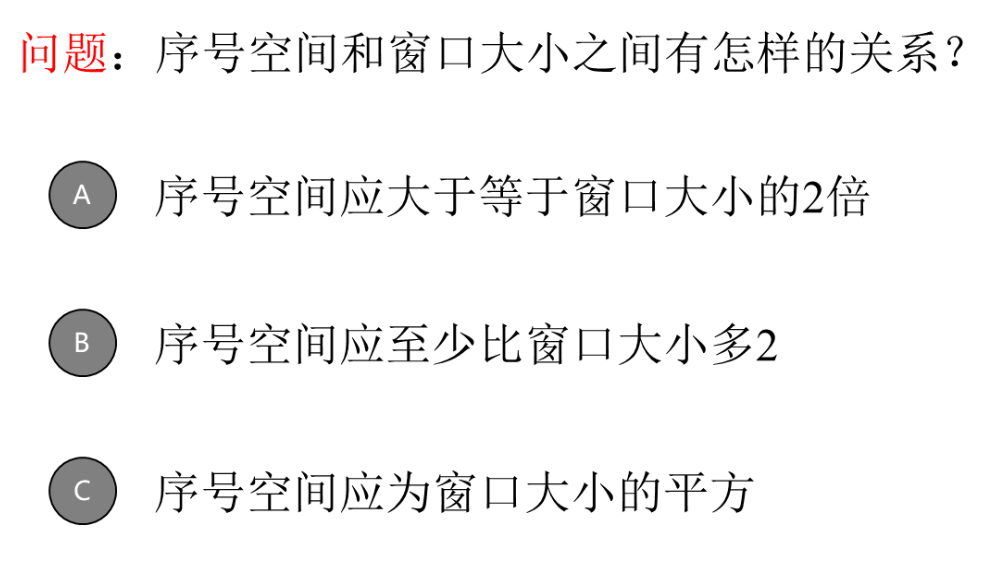 问题：序号空间和窗口大小之间有怎样的关系？
A 序号空间应大于等于窗口大小的2倍
B 序号空间应至少比窗口大小多2
C 序号空间应为窗口大小的平方